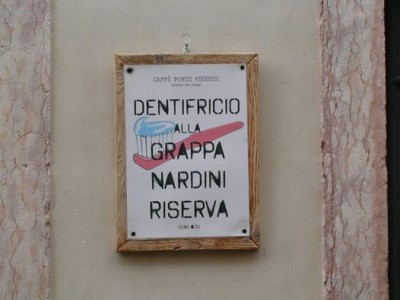 CAFFÈ PONTE VECCHIO
DENTIFRICIO
ALLA
GRAPPA
NARDINI
RISERVA